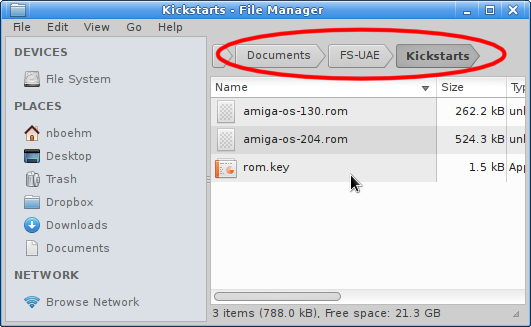 Kickstarts - File Manager
File Edit View Go Help
DEVICES
File System
PLACES
nboehm
Desktop
Trash
Dropbox
Downloads
Documents
NETWORK
Browse Network
Documents FS-UAE Kickstarts
Name Size Typ
amiga-os-130.rom 262.2 kB unl
amiga-os-204.rom 524.3 kB unl
rom.key 1.5 kB App
3 items (788.0 kB), Free space: 21.3 GB